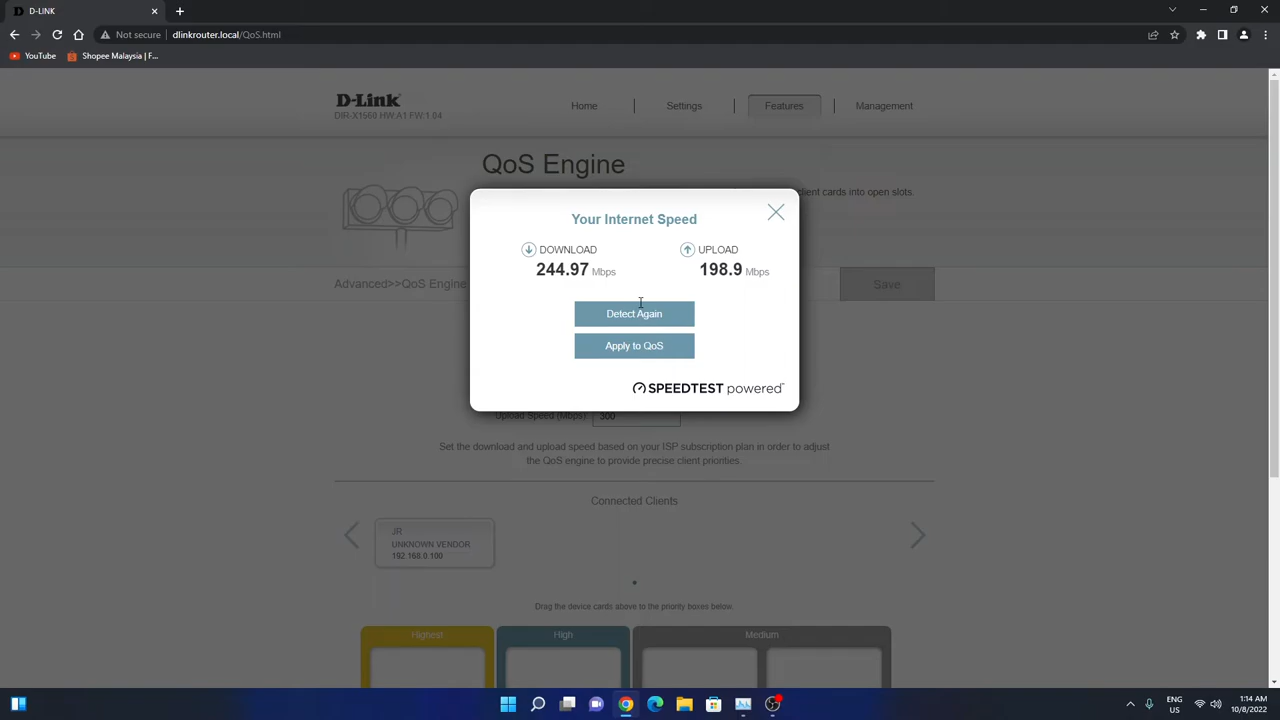 D-LINK
Not secure dlinkrouter.local/QoS.html
YouTube Shopee Malaysia | F...
D-Link
DIR-X1560 HW:A1 FW:1.04
Home Settings Features Management
QoS Engine
client cards into open slots.
Your Internet Speed
DOWNLOAD UPLOAD
244.97 Mbps 198.9 Mbps
Advanced>>QoS Engine Save
Detect Again
Apply to QoS
SPEEDTEST powered
Upload Speed (Mbps) 300
Set the download and upload speed based on your ISP subscription plan in order to adjust
the QoS engine to provide precise client priorities.
Connected Clients
JR
UNKNOWN VENDOR
192.168.0.100
Drag the device cards above to the priority boxes below.
Highest High Medium
ENG
US
1:14 AM
10/8/2022